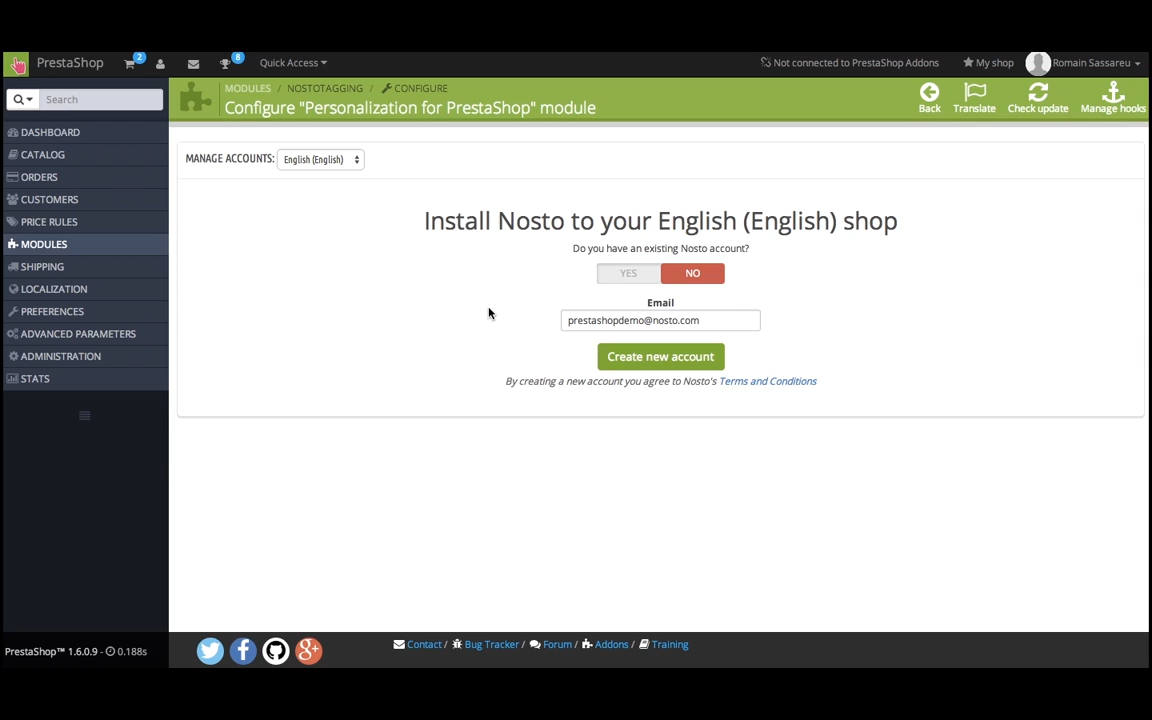 PrestaShop 2 8 Quick Access Not connected to PrestaShop Addons My shop Romain Sassareu
Search
MODULES / NOSTOTAGGING / CONFIGURE
Configure "Personalization for PrestaShop" module
Back Translate Check update Manage hooks
DASHBOARD
CATALOG
ORDERS
CUSTOMERS
PRICE RULES
MODULES
SHIPPING
LOCALIZATION
PREFERENCES
ADVANCED PARAMETERS
ADMINISTRATION
STATS
MANAGE ACCOUNTS: English (English)
Install Nosto to your English (English) shop
Do you have an existing Nosto account?
YES NO
Email
prestashopdemo@nosto.com
Create new account
By creating a new account you agree to Nosto's Terms and Conditions
PrestaShop™ 1.6.0.9 - 0.188s
Contact / Bug Tracker / Forum / Addons / Training